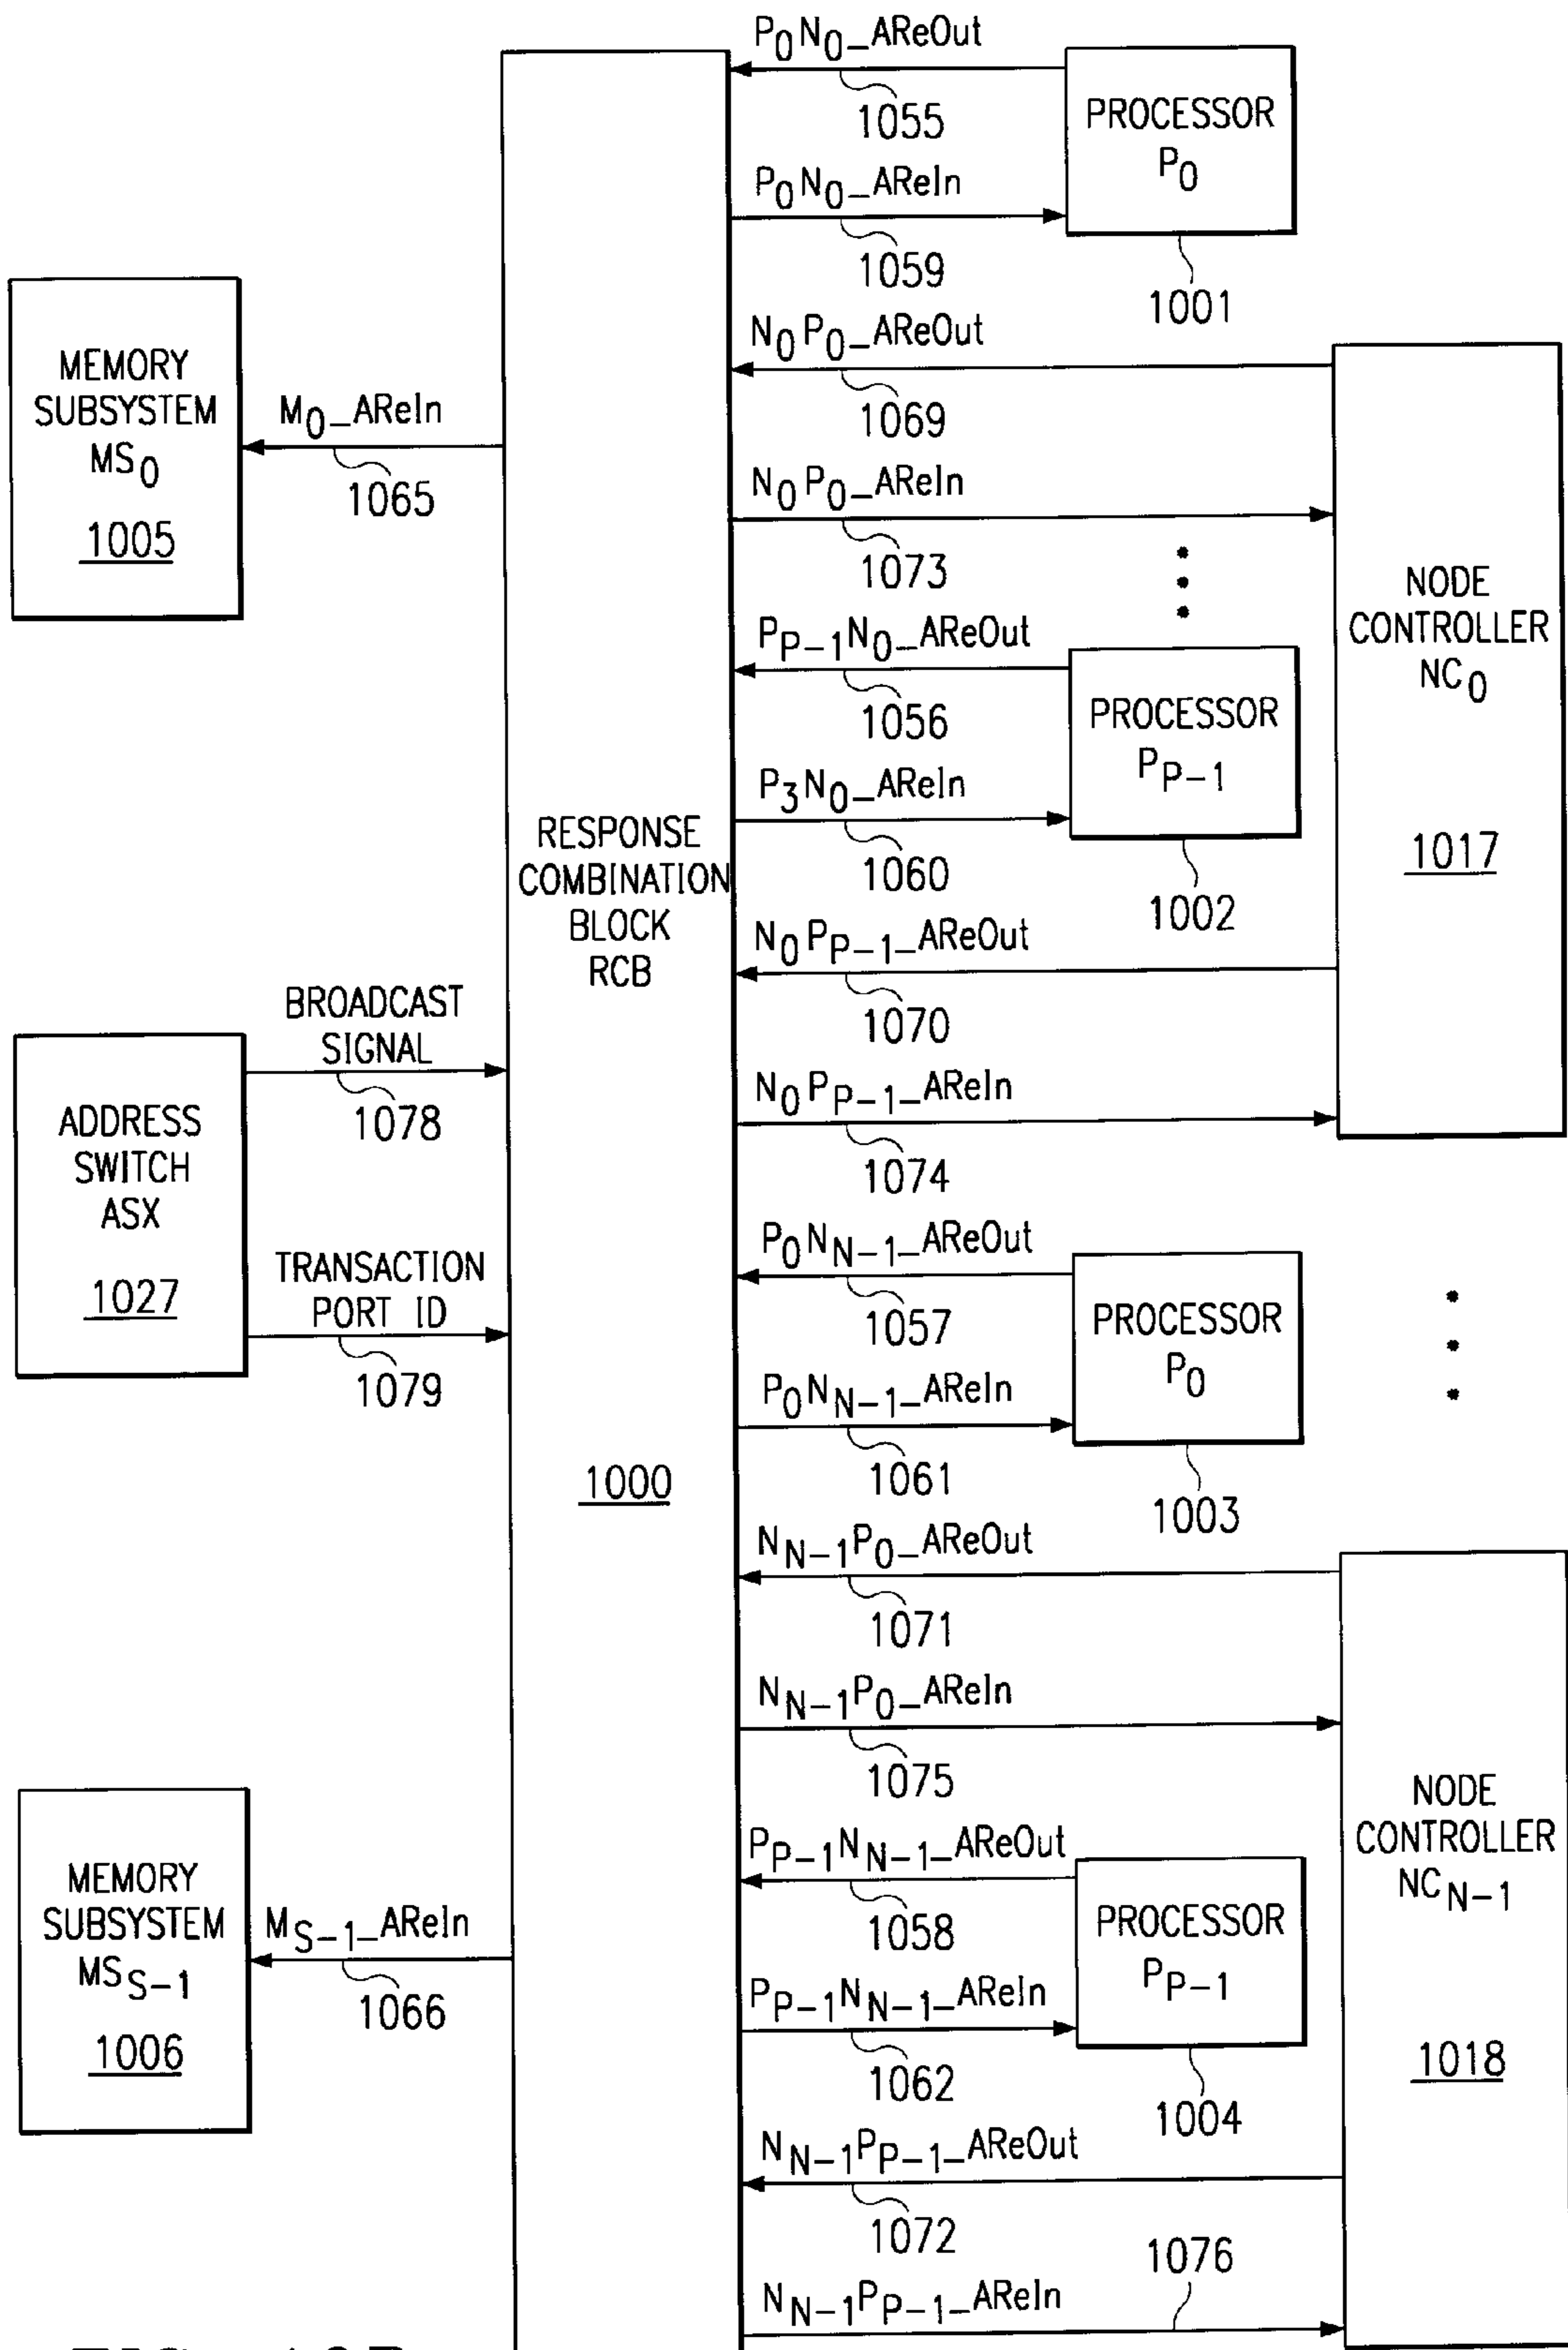 P0N0_AReOut
1055
PROCESSOR
P0
P0N0_AReIn
1059
1001
N0P0_AReOut
1069
MEMORY
SUBSYSTEM
MS0
1005
M0_AReIn
1065
N0P0_AReIn
1073
NODE
CONTROLLER
NC0
1017
PP-1N0_AReOut
1056
PROCESSOR
PP-1
P3N0_AReIn
1060
1002
RESPONSE
COMBINATION
BLOCK
RCB
1000
N0PP-1_AReOut
1070
BROADCAST
SIGNAL
1078
N0PP-1_AReIn
1074
ADDRESS
SWITCH
ASX
1027
TRANSACTION
PORT ID
1079
P0NN-1_AReOut
1057
PROCESSOR
P0
P0NN-1_AReIn
1061
1003
NN-1P0_AReOut
1071
NN-1P0_AReIn
1075
NODE
CONTROLLER
NCN-1
1018
MEMORY
SUBSYSTEM
MSS-1
1006
MS-1_AReIn
1066
PP-1NN-1_AReOut
1058
PROCESSOR
PP-1
PP-1NN-1_AReIn
1062
1004
NN-1PP-1_AReOut
1072
1076
NN-1PP-1_AReIn